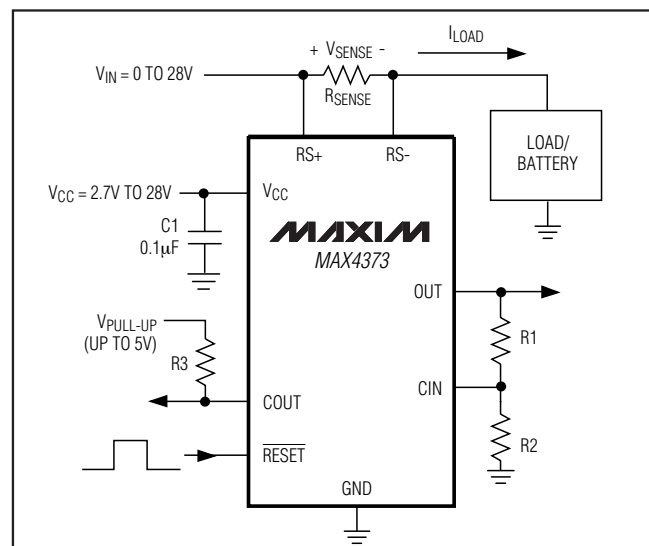 + VSENSE -
ILOAD
VIN = 0 TO 28V
RSENSE
RS+
RS-
LOAD/
BATTERY
VCC = 2.7V TO 28V
VCC
C1
0.1µF
MAXIM
MAX4373
OUT
VPULL-UP
(UP TO 5V)
R3
R1
COUT
CIN
RESET
R2
GND